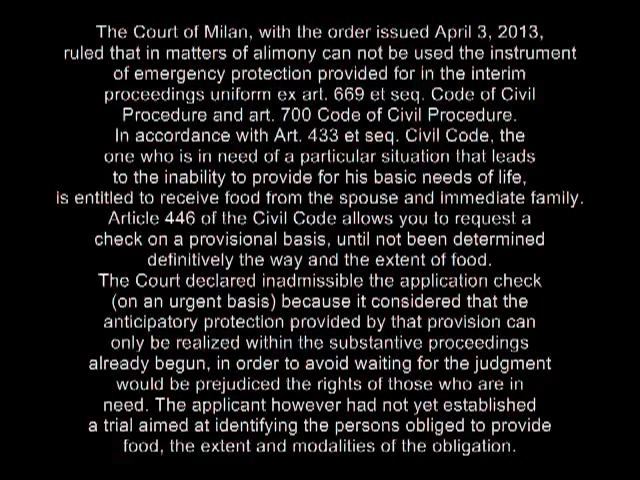 The Court of Milan, with the order issued April 3, 2013,
ruled that in matters of alimony can not be used the instrument
of emergency protection provided for in the interim
proceedings uniform ex art. 669 et seq. Code of Civil
Procedure and art. 700 Code of Civil Procedure.
In accordance with Art. 433 et seq. Civil Code, the
one who is in need of a particular situation that leads
to the inability to provide for his basic needs of life,
is entitled to receive food from the spouse and immediate family.
Article 446 of the Civil Code allows you to request a
check on a provisional basis, until not been determined
definitively the way and the extent of food.
The Court declared inadmissible the application check
(on an urgent basis) because it considered that the
anticipatory protection provided by that provision can
only be realized within the substantive proceedings
already begun, in order to avoid waiting for the judgment
would be prejudiced the rights of those who are in
need. The applicant however had not yet established
a trial aimed at identifying the persons obliged to provide
food, the extent and modalities of the obligation.